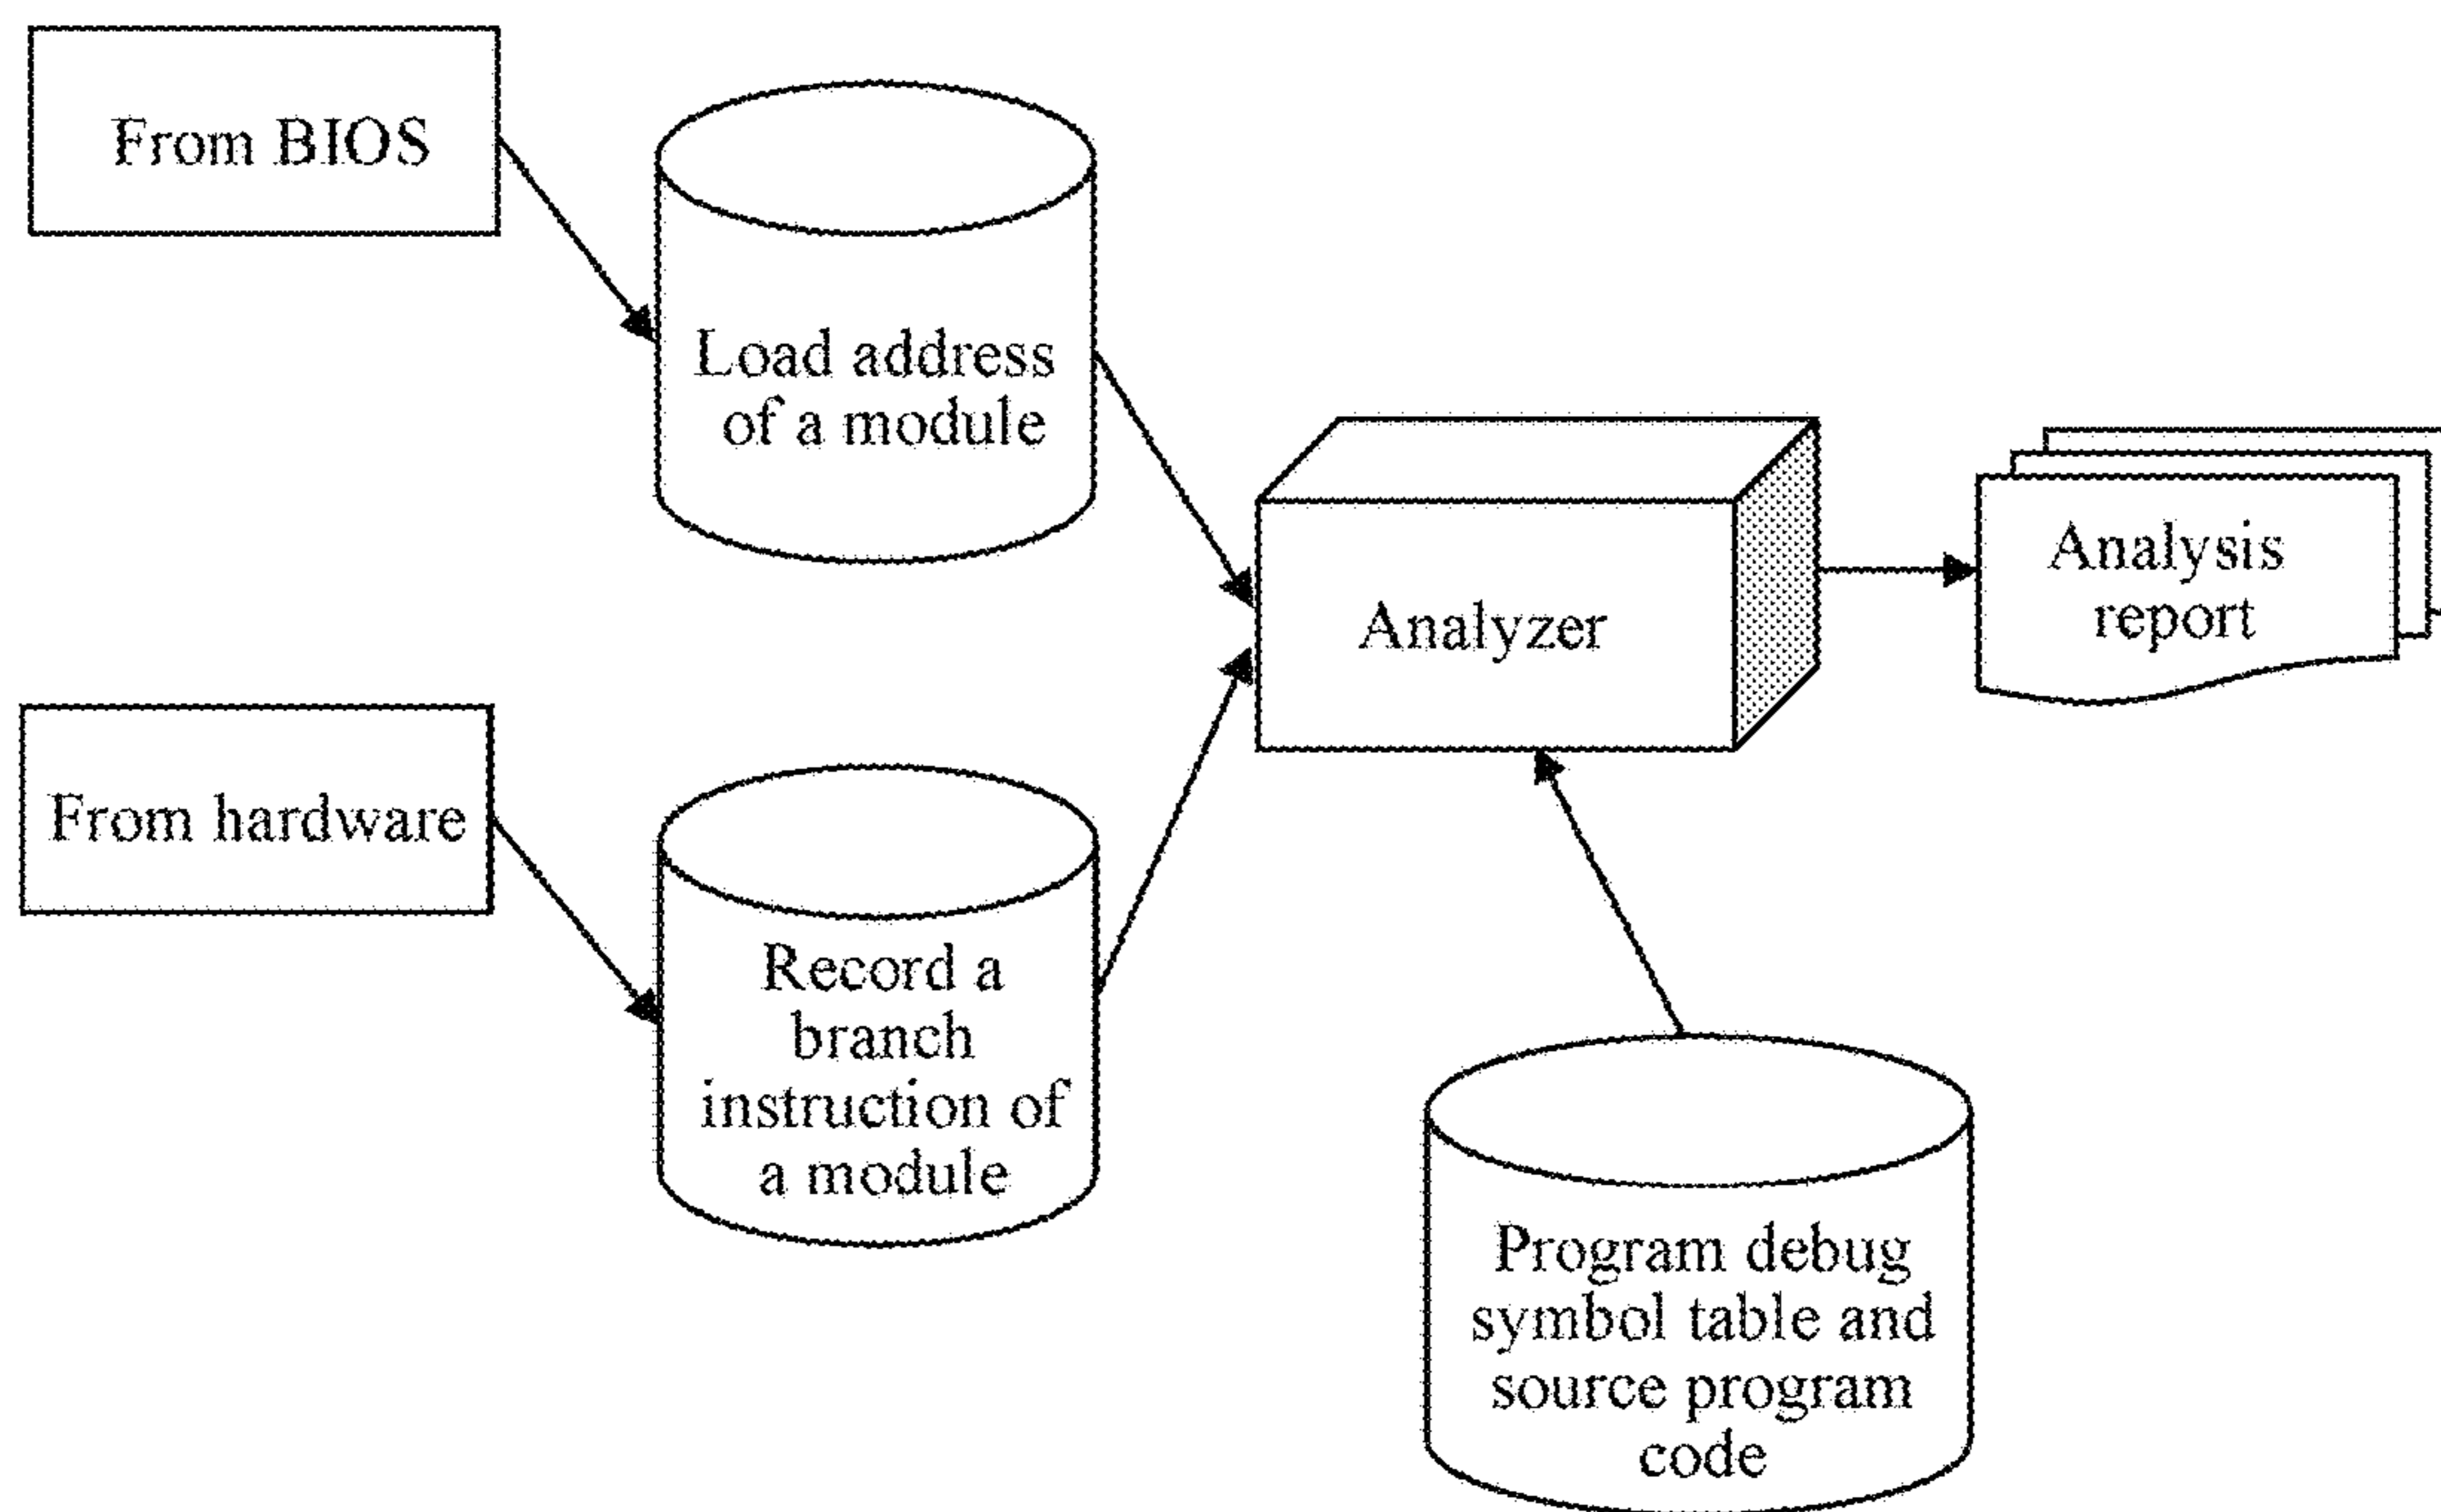 From BIOS
Load address
of a module
Analyzer
Analysis
report
From hardware
Record a
branch
instruction of
a module
Program debug
symbol table and
source program
code